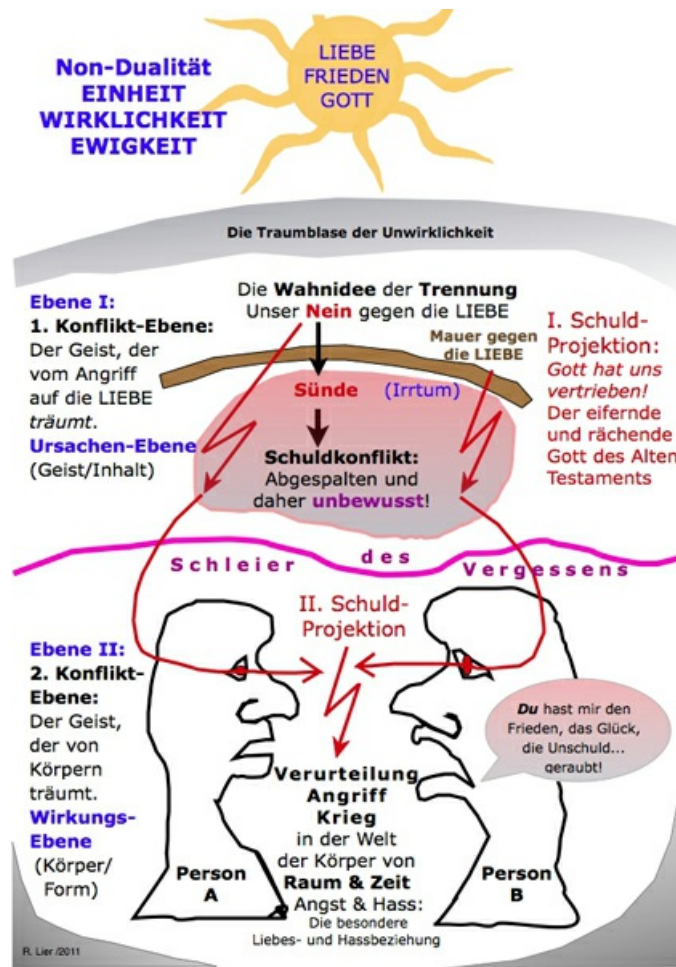 Non-Dualität
EINHEIT
WIRKLICHKEIT
EWIGKEIT
LIEBE
FRIEDEN
GOTT
Die Traumblase der Unwirklichkeit
Die Wahnidee der Trennung
Unser Nein gegen die LIEBE
Ebene I:
1. Konflikt-Ebene:
Der Geist, der
vom Angriff
auf die LIEBE
träumt.
Ursachen-Ebene
(Geist/Inhalt)
Mauer gegen
die LIEBE
I. Schuld-
Projektion:
Gott hat uns
vertrieben!
Der eifernde
und rächende
Gott des Alten
Testaments
Sünde (Irrtum)
Schuldkonflikt:
Abgespalten und
daher unbewusst!
Schleier des Vergessens
II. Schuld-
Projektion
Ebene II:
2. Konflikt-
Ebene:
Der Geist,
der von
Körpern
träumt.
Wirkungs-
Ebene
(Körper/
Form)
Du hast mir den
Frieden, das Glück,
die Unschuld...
geraubt!
Verurteilung
Angriff
Krieg
in der Welt
der Körper von
Raum & Zeit
Angst & Hass:
Die besondere
Liebes- und Hassbeziehung
Person
A
Person
B
R. Lier /2011